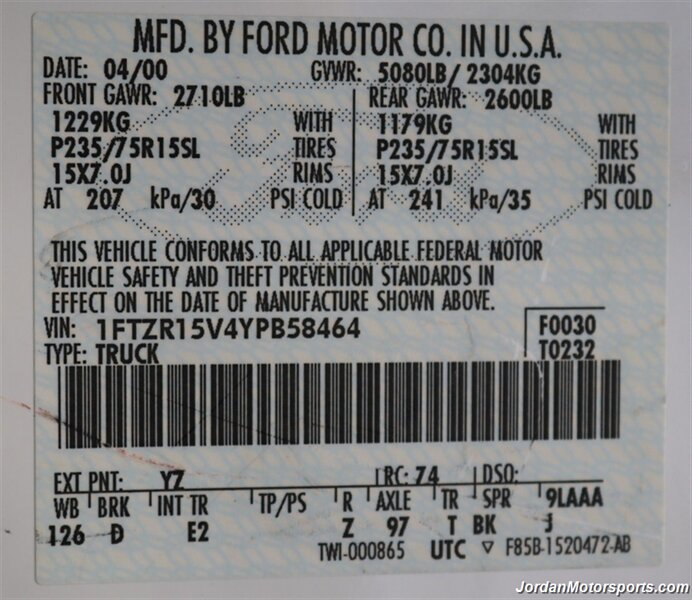 MFD. BY FORD MOTOR CO. IN U.S.A.
DATE: 04/00 GVWR: 5080LB/ 2304KG
FRONT GAWR: 2710LB REAR GAWR: 2600LB
1229KG WITH 1179KG WITH
P235/75R15SL TIRES P235/75R15SL TIRES
15X7.0J RIMS 15X7.0J RIMS
AT 207 kPa/30 PSI COLD AT 241 kPa/35 PSI COLD
THIS VEHICLE CONFORMS TO ALL APPLICABLE FEDERAL MOTOR
VEHICLE SAFETY AND THEFT PREVENTION STANDARDS IN
EFFECT ON THE DATE OF MANUFACTURE SHOWN ABOVE.
VIN: 1FTZR15V4YPB58464 F0030
TYPE: TRUCK T0232
EXT PNT: YZ RC: 74 DSO:
WB BRK INT TR TP/PS R AXLE TR SPR 9LAAA
126 D E2 Z 97 T BK J
TWI-000865 UTC ▽ F85B-1520472-AB
JordanMotorsports.com